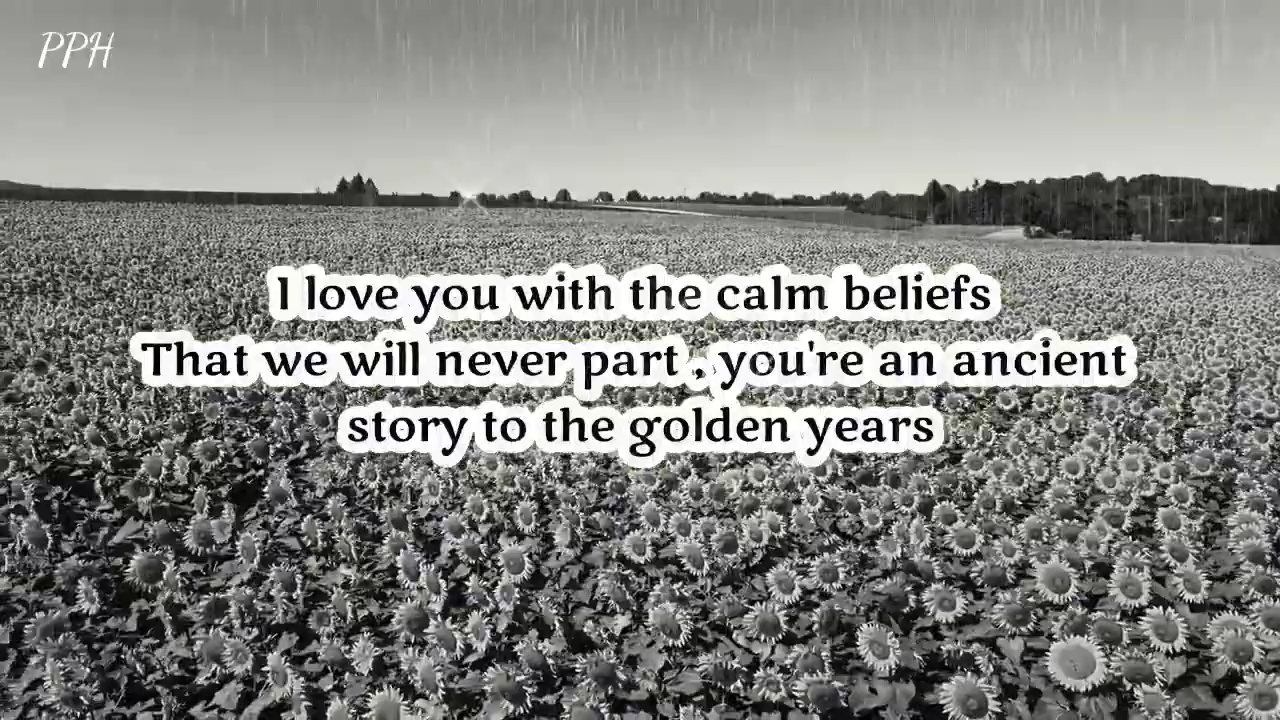 PPH
I love you with the calm beliefs
That we will never part , you're an ancient
story to the golden years